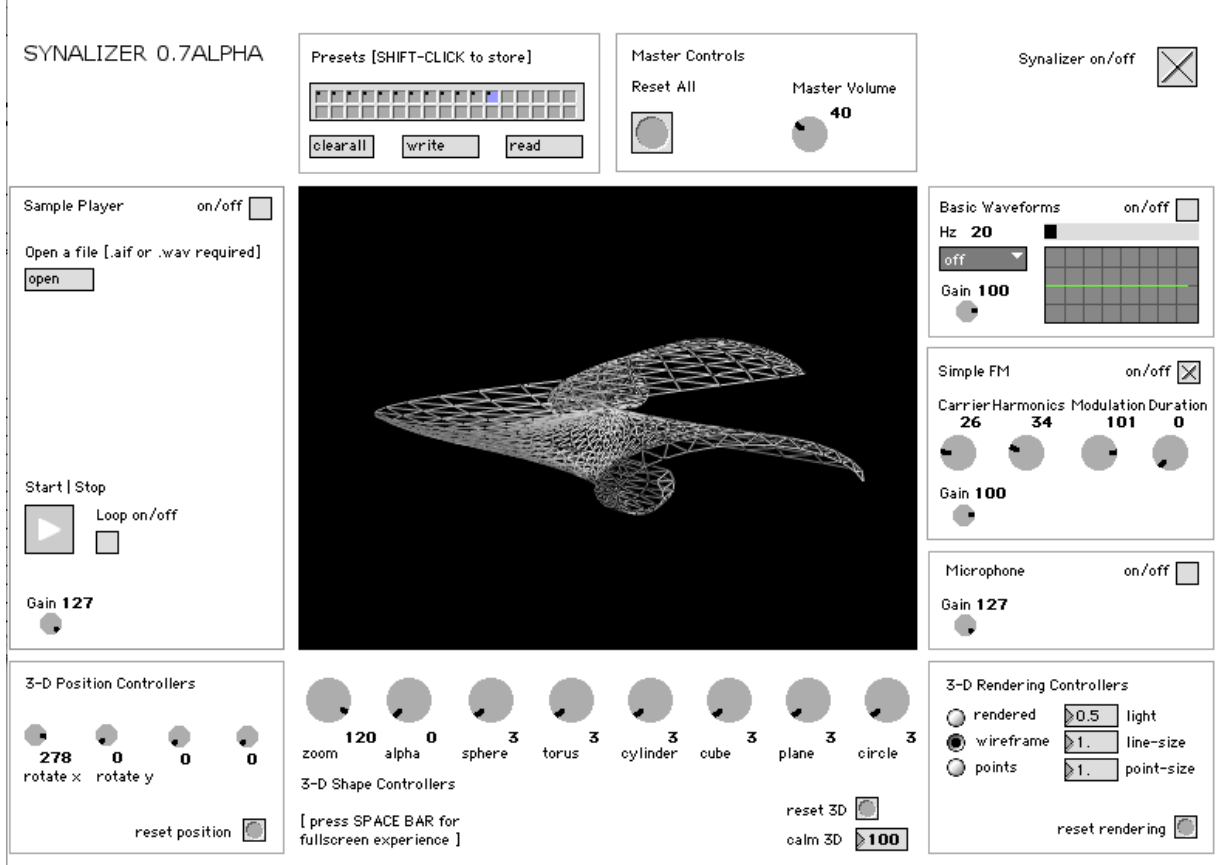 SYNALIZER 0.7ALPHA
Presets [SHIFT-CLICK to store]
clearall write read
Master Controls
Reset All
Master Volume
40
Synalizer on/off
Sample Player on/off
Open a file [.aif or .wav required]
open
Start | Stop
Loop on/off
Gain 127
Basic Waveforms on/off
Hz 20
off
Gain 100
Simple FM on/off
Carrier Harmonics Modulation Duration
26 34 101 0
Gain 100
Microphone on/off
Gain 127
3-D Position Controllers
278 0 0 0
rotate x rotate y
reset position
120 0 3 3 3 3 3 3
zoom alpha sphere torus cylinder cube plane circle
3-D Shape Controllers
[ press SPACE BAR for
fullscreen experience ]
reset 3D
calm 3D 100
3-D Rendering Controllers
rendered 0.5 light
wireframe 1. line-size
points 1. point-size
reset rendering